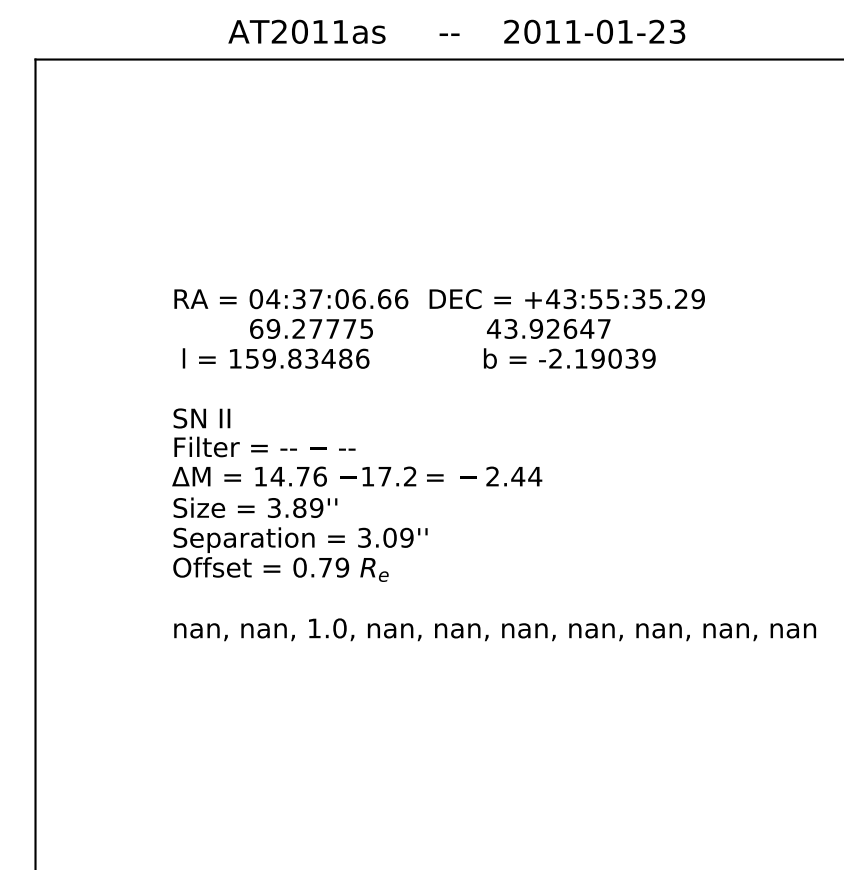 AT2011as -- 2011-01-23
RA = 04:37:06.66 DEC = +43:55:35.29
69.27775 43.92647
l = 159.83486 b = -2.19039
SN II
Filter = -- − --
ΔM = 14.76 −17.2 = −2.44
Size = 3.89''
Separation = 3.09''
Offset = 0.79 Rₑ
nan, nan, 1.0, nan, nan, nan, nan, nan, nan, nan